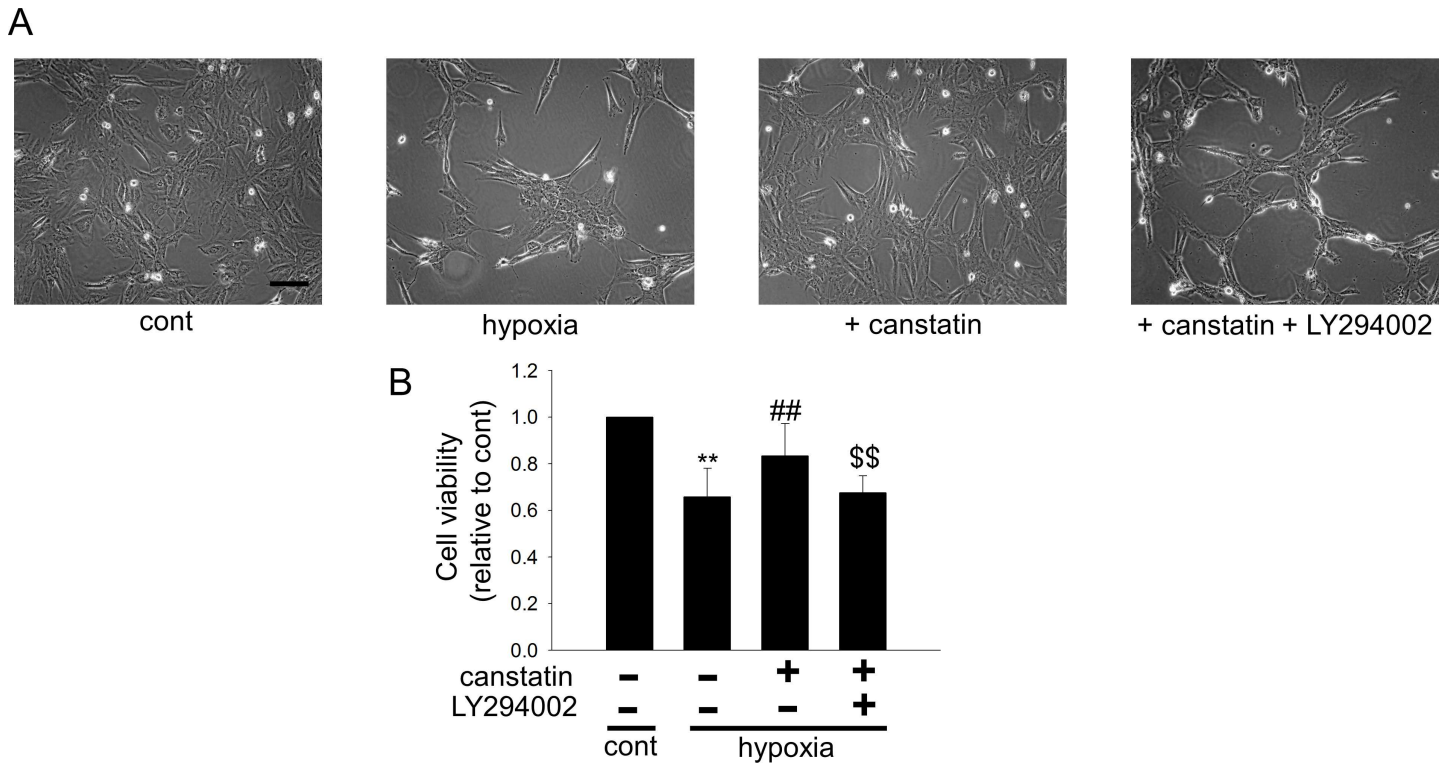 A
cont
hypoxia
+ canstatin
+ canstatin + LY294002
B
Cell viability
(relative to cont)
1.2
1.0
0.8
0.6
0.4
0.2
0.0
**
##
$$
canstatin - - + +
LY294002 - - - +
cont
hypoxia